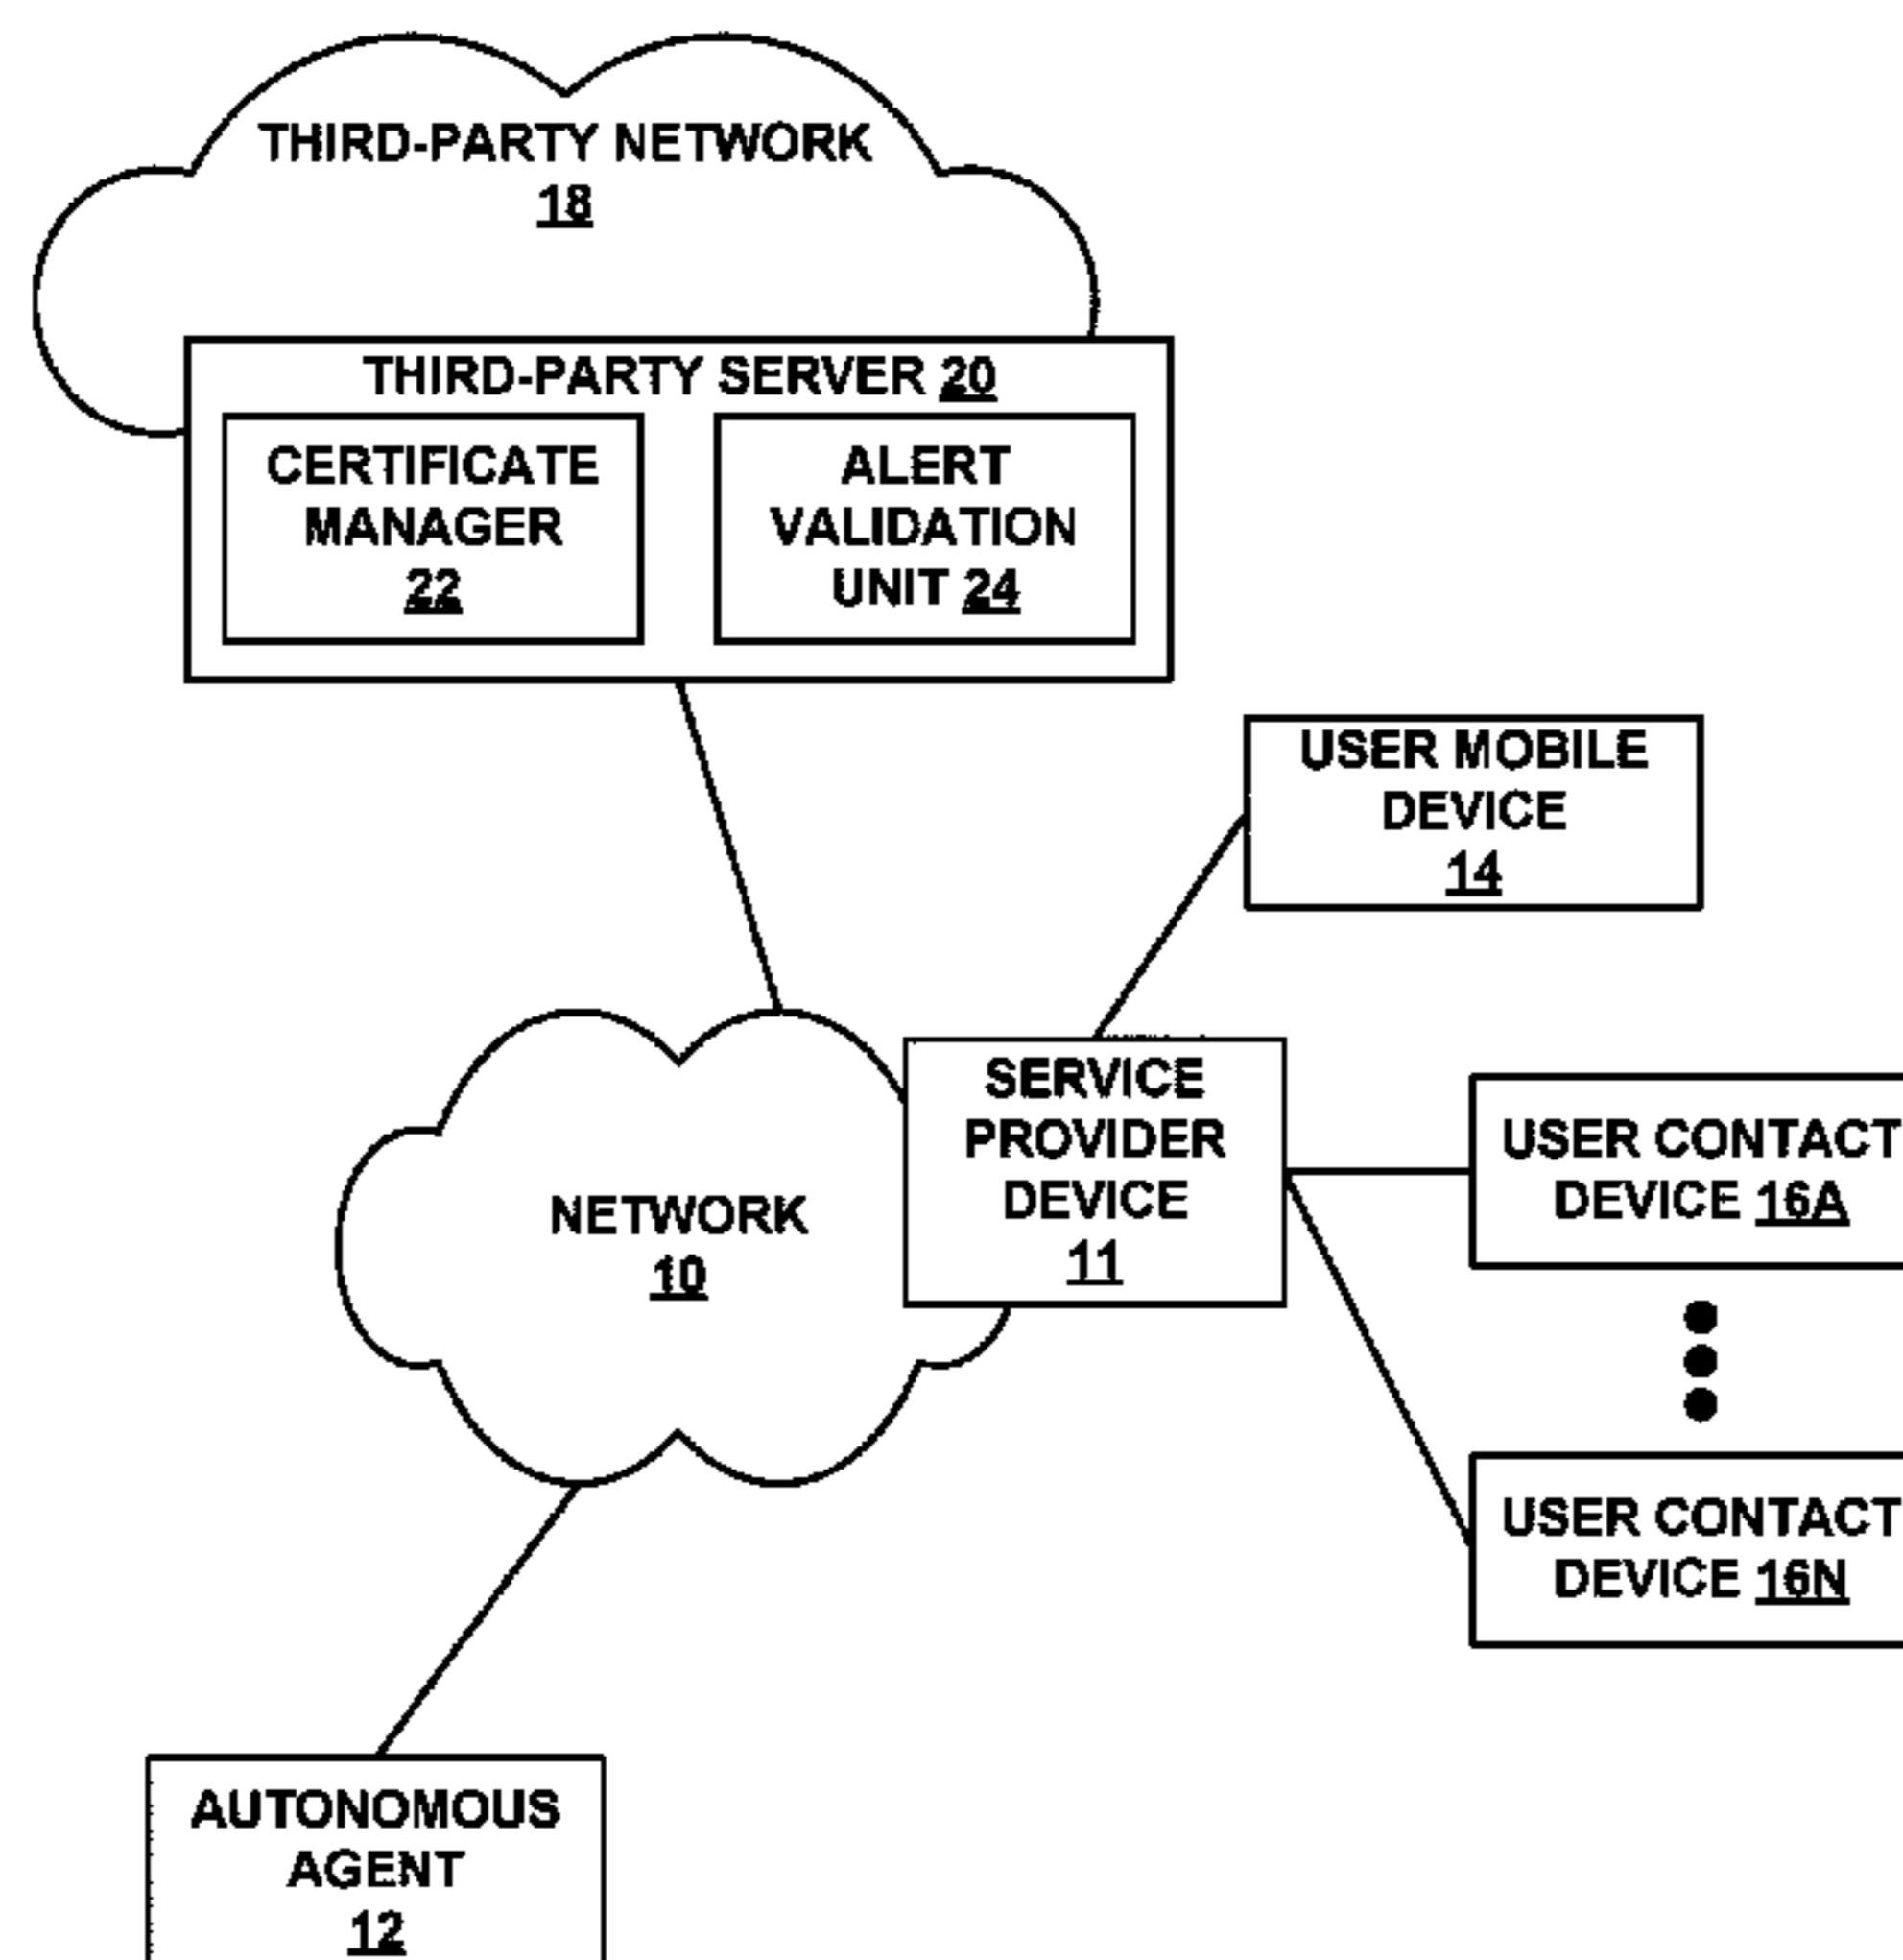 THIRD-PARTY NETWORK
18
THIRD-PARTY SERVER 20
CERTIFICATE
MANAGER
22
ALERT
VALIDATION
UNIT 24
USER MOBILE
DEVICE
14
SERVICE
PROVIDER
DEVICE
11
USER CONTACT
DEVICE 16A
NETWORK
10
USER CONTACT
DEVICE 16N
AUTONOMOUS
AGENT
12